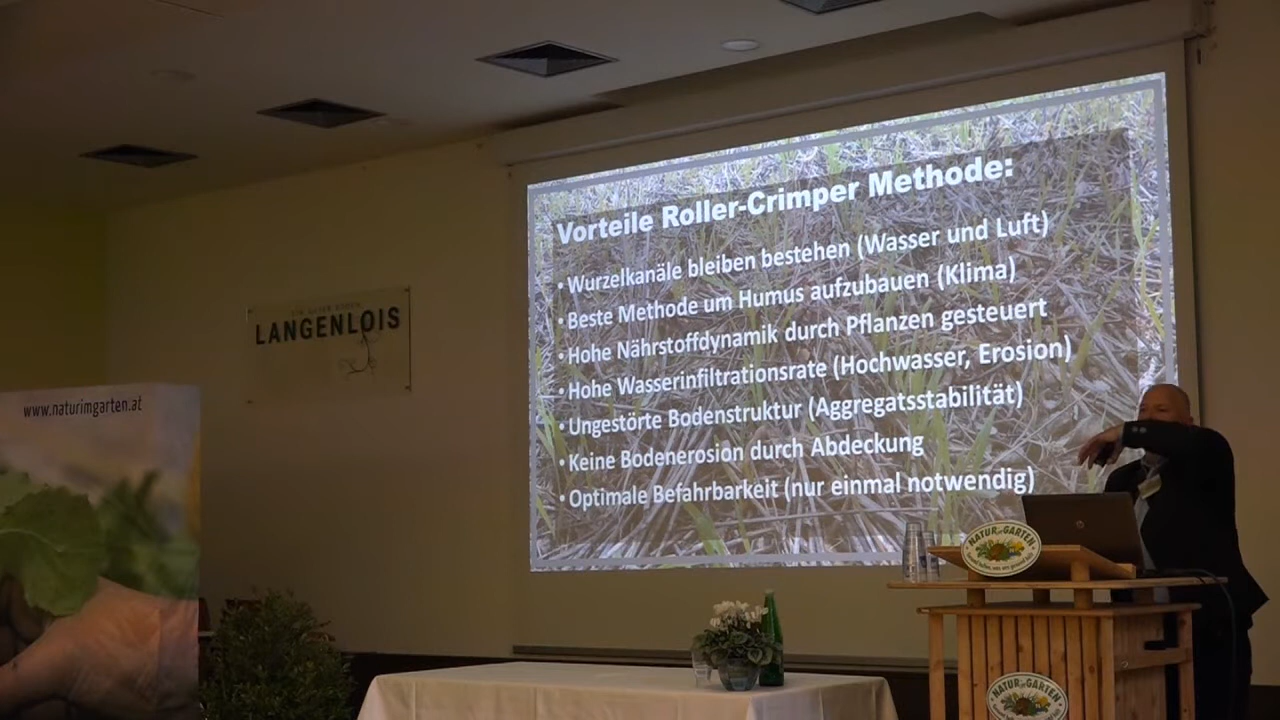 Vorteile Roller-Crimper Methode:
• Wurzelkanäle bleiben bestehen (Wasser und Luft)
• Beste Methode um Humus aufzubauen (Klima)
• Hohe Nährstoffdynamik durch Pflanzen gesteuert
• Hohe Wasserinfiltrationsrate (Hochwasser, Erosion)
• Ungestörte Bodenstruktur (Aggregatsstabilität)
• Keine Bodenerosion durch Abdeckung
• Optimale Befahrbarkeit (nur einmal notwendig)
LANGENLOIS
www.naturimgarten.at
NATUR im GARTEN
NATUR im GARTEN